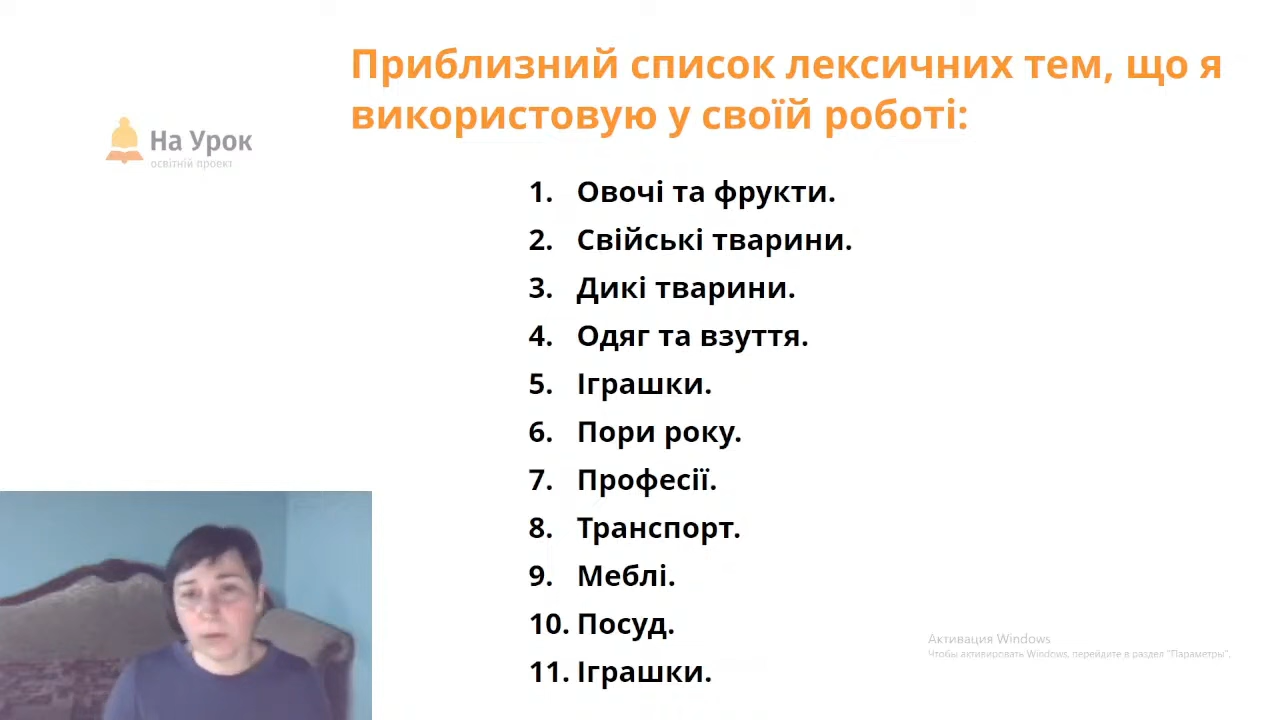 Приблизний список лексичних тем, що я
використовую у своїй роботі:
На Урок
освітній проект
1. Овочі та фрукти.
2. Свійські тварини.
3. Дикі тварини.
4. Одяг та взуття.
5. Іграшки.
6. Пори року.
7. Професії.
8. Транспорт.
9. Меблі.
10. Посуд.
11. Іграшки.
Активация Windows
Чтобы активировать Windows, перейдите в раздел "Параметры".